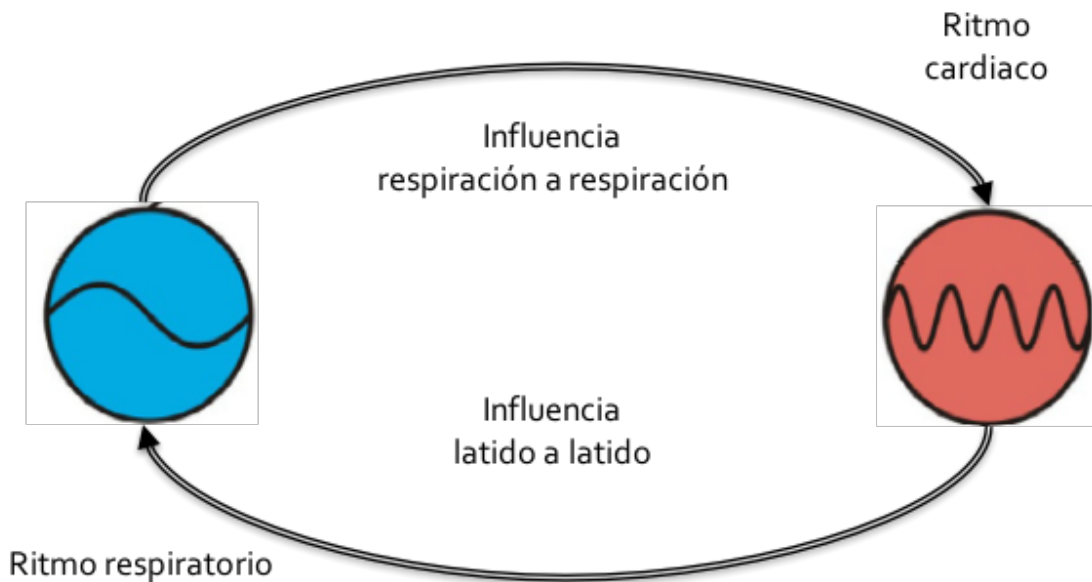 Ritmo
cardiaco
Influencia
respiración a respiración
Influencia
latido a latido
Ritmo respiratorio